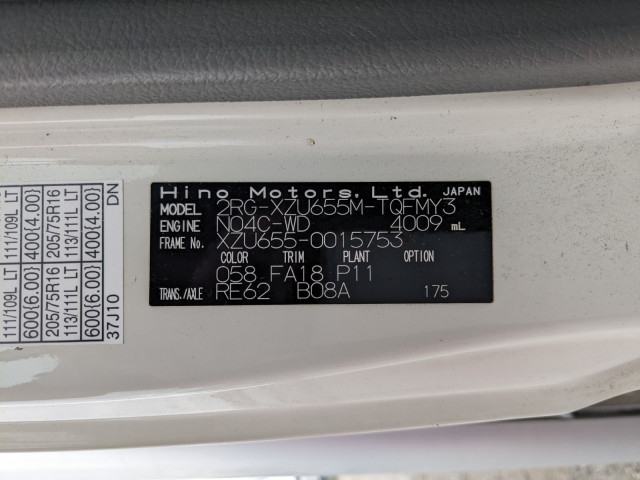 Hino Motors, Ltd. JAPAN
MODEL 2RG-XZU655M-TQFMY3
ENGINE N04C-WD 4009 mL
FRAME No. XZU655-0015753
COLOR TRIM PLANT OPTION
058 FA18 P11
TRANS./AXLE RE62 B08A 175
111/109L LT 111/109L LT
600(6.00) 400(4.00)
205/75R16 205/75R16
113/111L LT 113/111L LT
600(6.00) 400(4.00)
37J10 DN